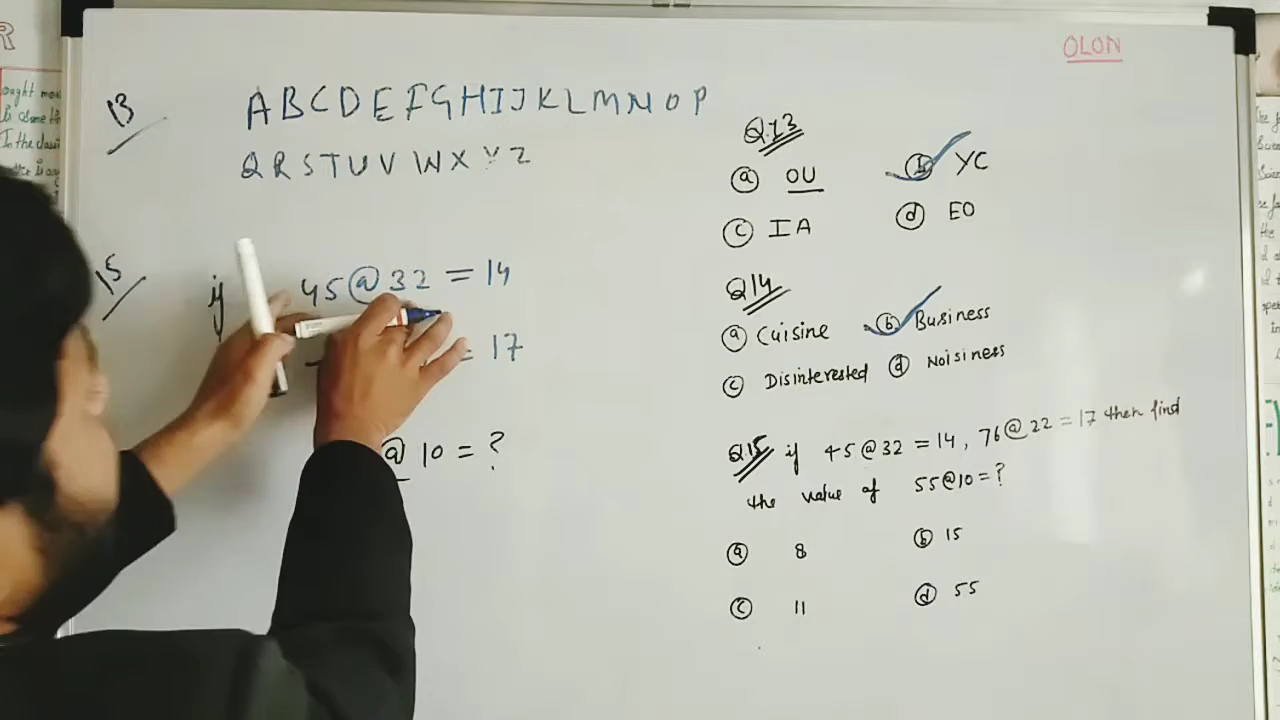 OLON
13 ABCDEFGHIJKLMNOP
QRSTUVWXYZ
15 if 45@32 = 14
= 17
@ 10 = ?
Q13
(a) OU (b) YC
(c) IA (d) EO
Q14
(a) Cuisine (b) Business
(c) Disinterested (d) Noisiness
Q15 if 45@32 = 14, 76@22 = 17 then find
the value of 55@10 = ?
(a) 8 (b) 15
(c) 11 (d) 55